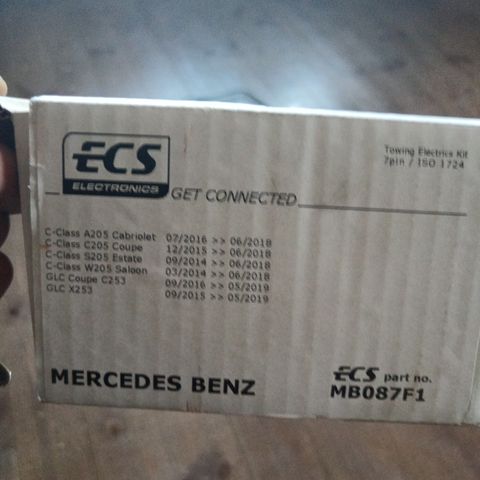 ECS
ELECTRONICS
GET CONNECTED
Towing Electrics Kit
7pin / ISO 1724
C-Class A205 Cabriolet 07/2016 >> 06/2018
C-Class C205 Coupe 12/2015 >> 06/2018
C-Class S205 Estate 09/2014 >> 06/2018
C-Class W205 Saloon 03/2014 >> 06/2018
GLC Coupe C253 09/2016 >> 05/2019
GLC X253 09/2015 >> 05/2019
MERCEDES BENZ
ECS part no.
MB087F1